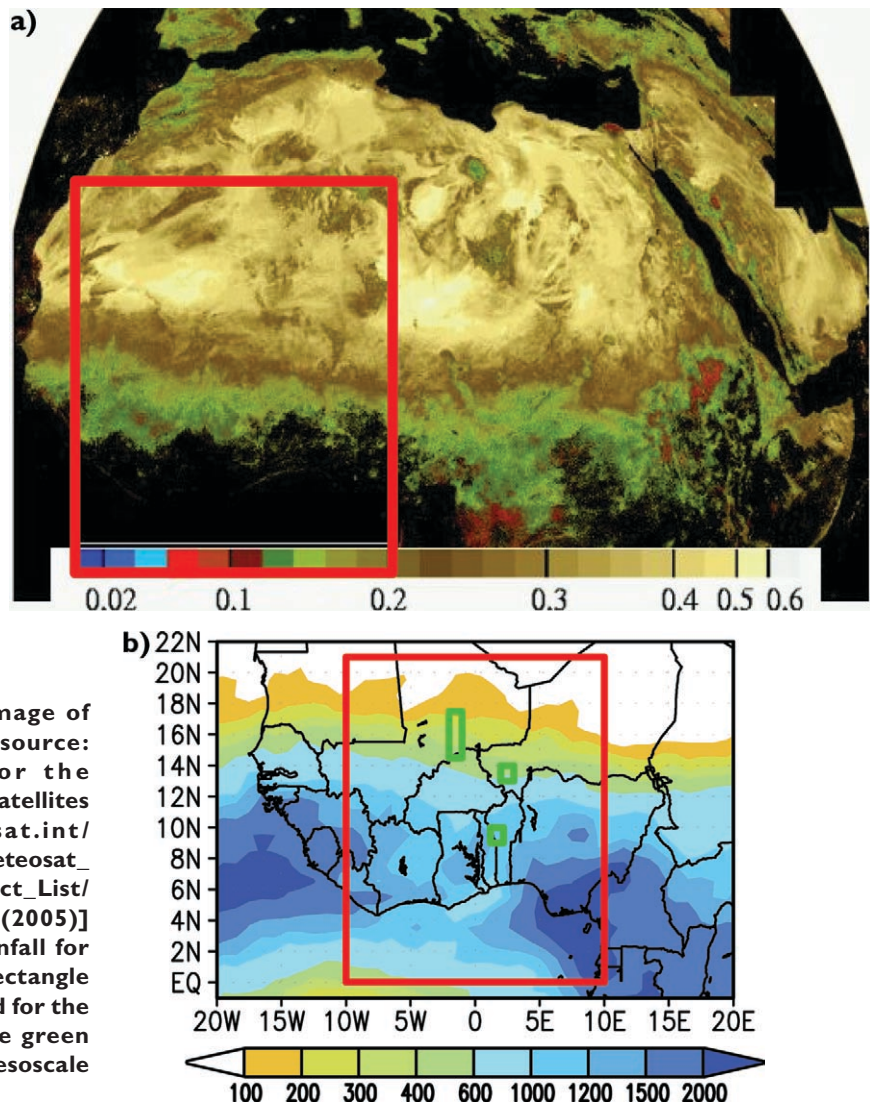 a)
0.02 0.1 0.2 0.3 0.4 0.5 0.6
b)
22N
20N
18N
16N
14N
12N
10N
8N
6N
4N
2N
EQ
20W 15W 10W 5W 0 5E 10E 15E 20E
100 200 300 400 600 1000 1200 1500 2000
mage of
source:
or the
atellites
sat.int/
eteosat_
ct_List/
(2005)]
nfall for
ectangle
d for the
e green
esoscale